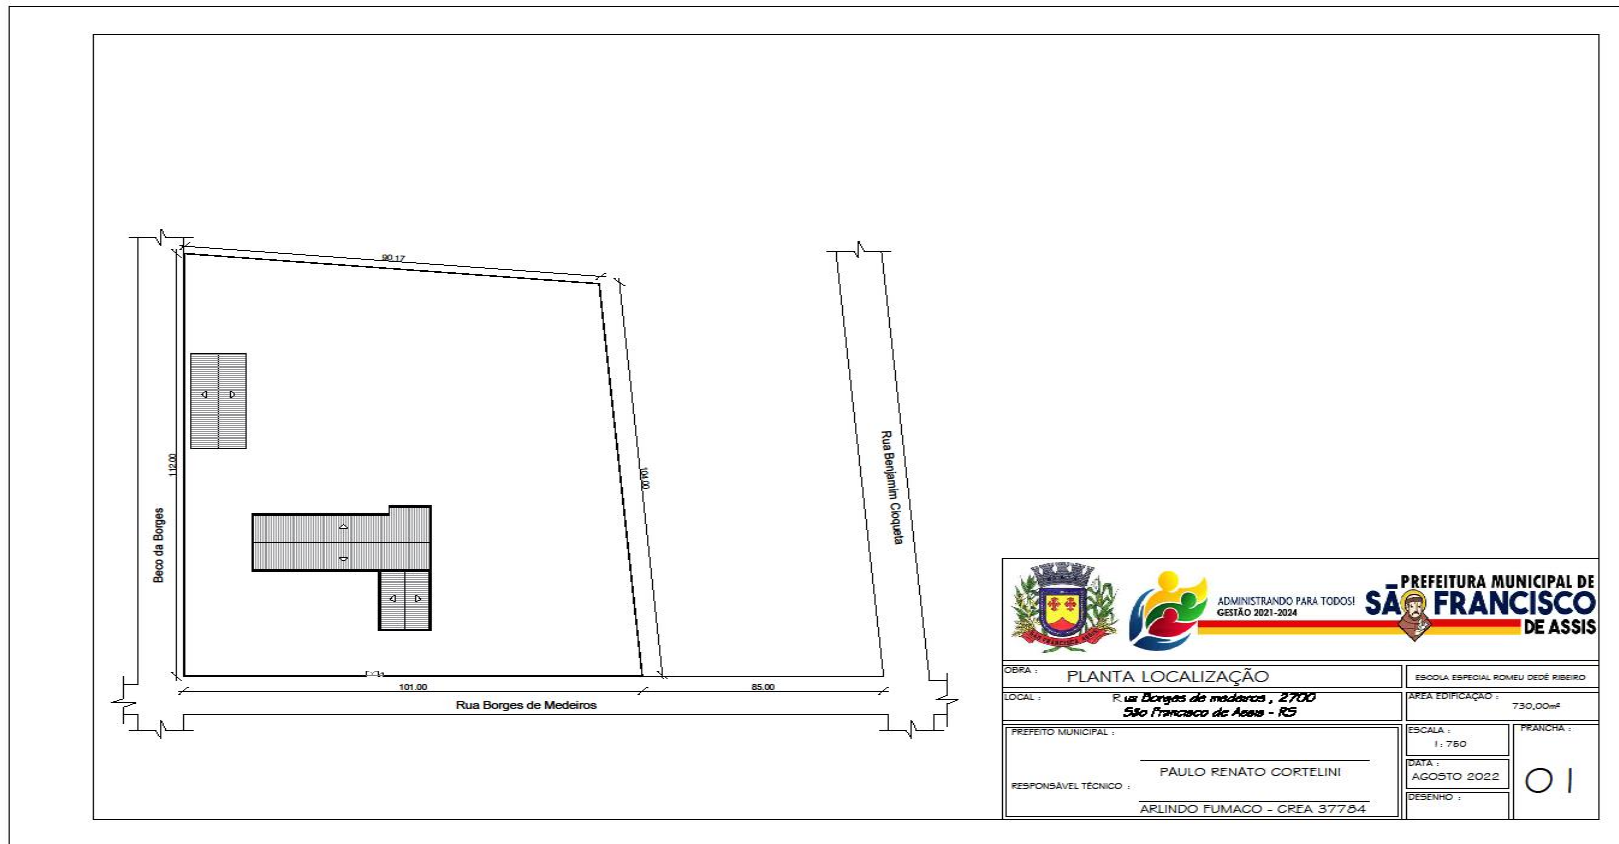 90.17
112.00
104.00
Beco da Borges
Rua Benjamim Cioqueta
101.00
85.00
Rua Borges de Medeiros
ADMINISTRANDO PARA TODOS!
GESTÃO 2021-2024
PREFEITURA MUNICIPAL DE
SÃO FRANCISCO
DE ASSIS
OBRA :
PLANTA LOCALIZAÇÃO
ESCOLA ESPECIAL ROMEU DEDÉ RIBEIRO
LOCAL :
Rua Borges de medeiros , 2700
São Francisco de Assis - RS
AREA EDIFICAÇÃO :
730,00m²
PREFEITO MUNICIPAL :
PAULO RENATO CORTELINI
RESPONSÁVEL TÉCNICO :
ARLINDO FUMACO - CREA 37784
ESCALA :
1 : 750
DATA :
AGOSTO 2022
DESENHO :
PRANCHA :
01